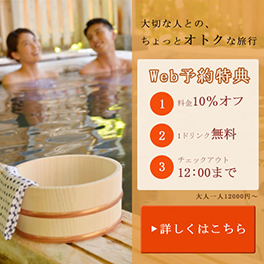 大切な人との、
ちょっとオトクな旅行
Web予約特典
1 料金10%オフ
2 1ドリンク無料
3 チェックアウト
12:00まで
大人一人12000円～
▶詳しくはこちら